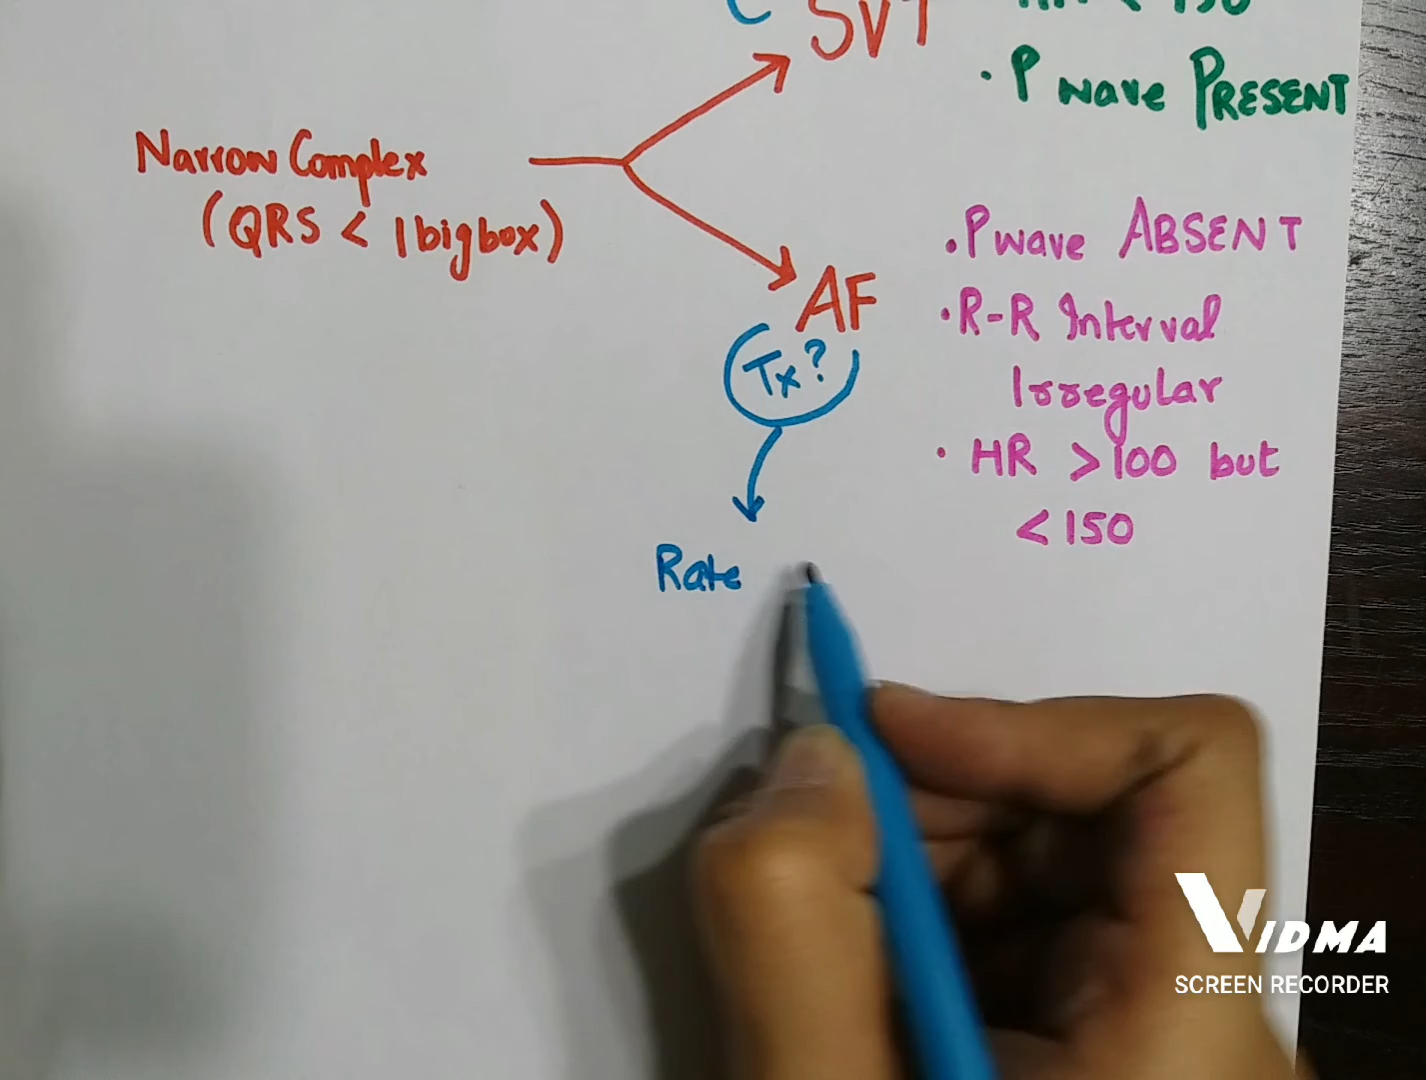 SVT
• P wave PRESENT
Narrow Complex
(QRS < 1 big box)
• P wave ABSENT
AF
• R-R Interval
Irregular
Tx?
• HR > 100 but
< 150
Rate
VIDMA
SCREEN RECORDER